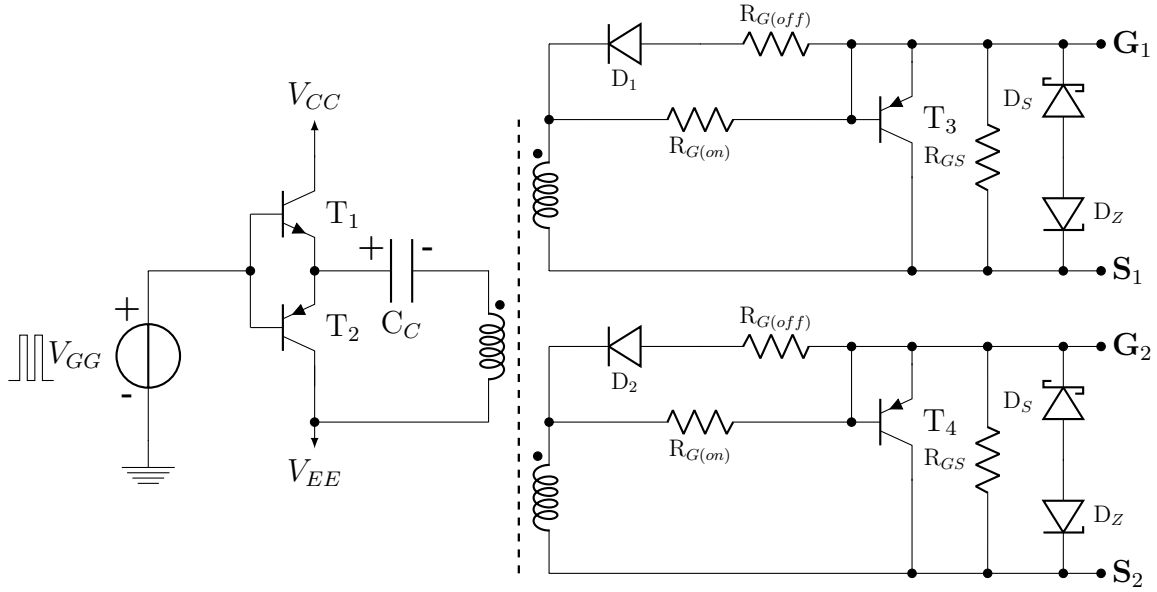 R_G(off)
G_1
D_1
D_S
T_3
R_G(on)
R_GS
D_Z
S_1
V_CC
T_1
+ -
C_C
T_2
+
V_GG
-
V_EE
R_G(off)
G_2
D_2
D_S
T_4
R_G(on)
R_GS
D_Z
S_2